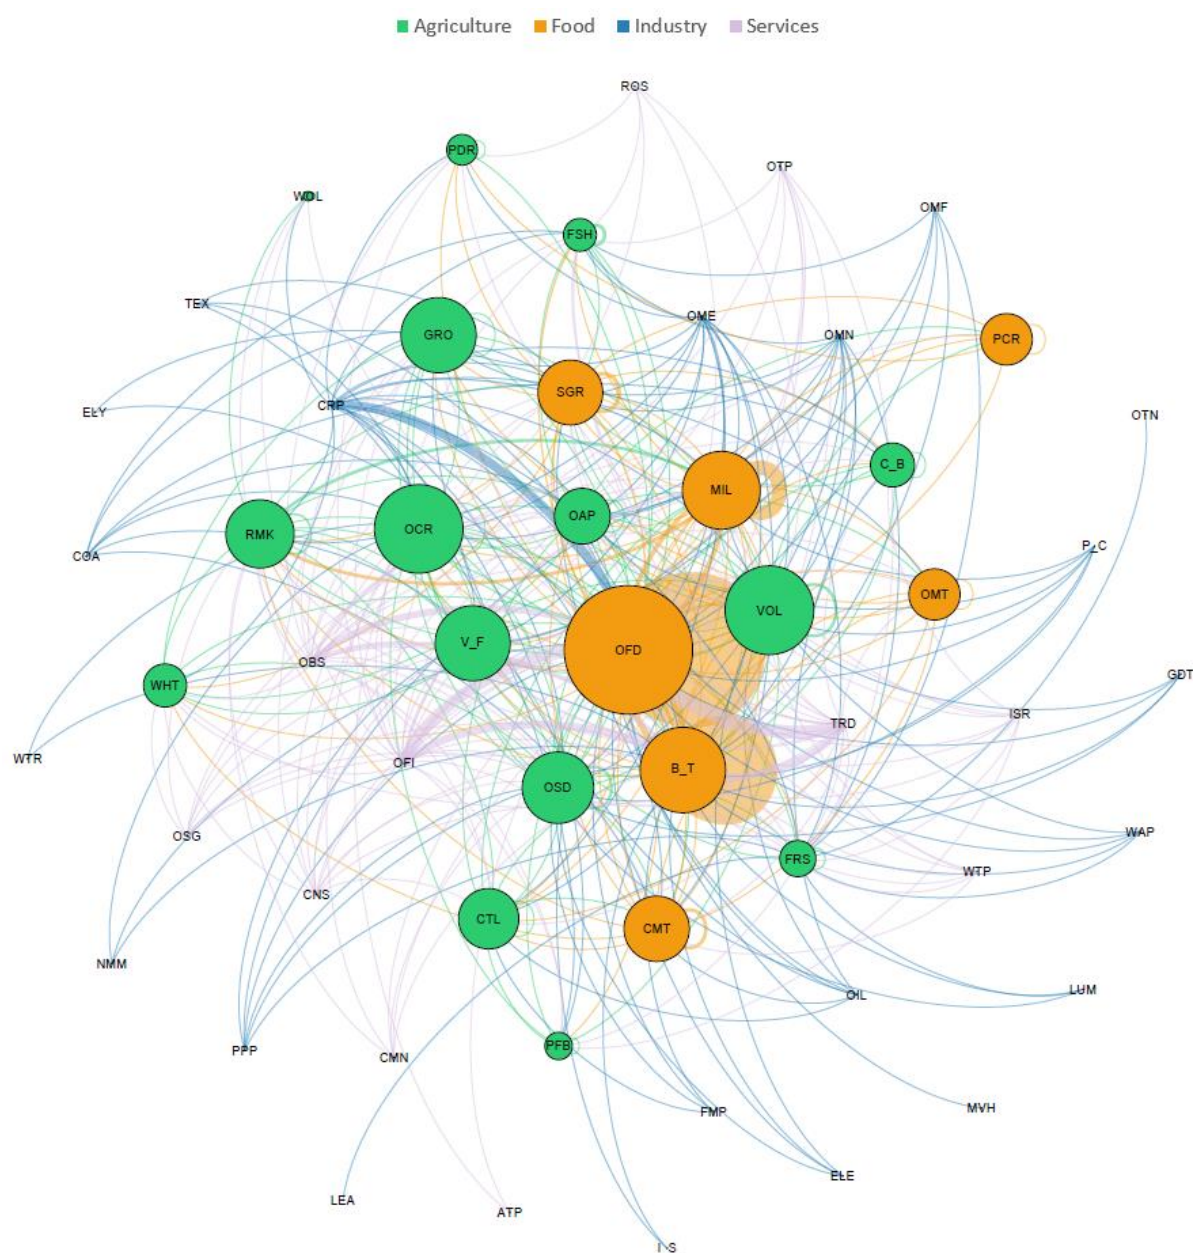 Agriculture Food Industry Services
ROS
PDR
OTP
WOL
OMF
FSH
TEX
OME
GRO
OMN
PCR
SGR
CRP
ELY
OTN
C_B
MIL
OAP
OCR
RMK
P_C
COA
OMT
VOL
V_F
OFD
OBS
GDT
WHT
ISR
TRD
WTR
OFI
B_T
OSD
WAP
OSG
FRS
WTP
CNS
CTL
CMT
NMM
LUM
OIL
PFB
PPP
CMN
MVH
FMP
ELE
LEA
ATP
I_S